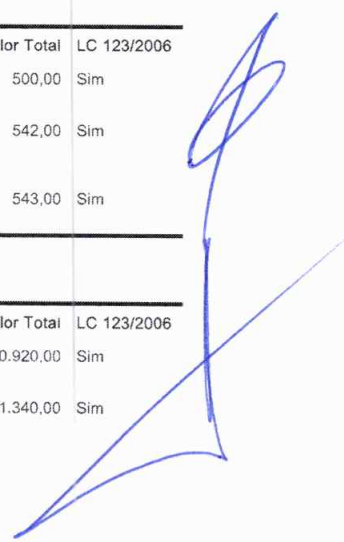 lor Total LC 123/2006
500,00 Sim
542,00 Sim
543,00 Sim
lor Total LC 123/2006
0.920,00 Sim
1.340,00 Sim